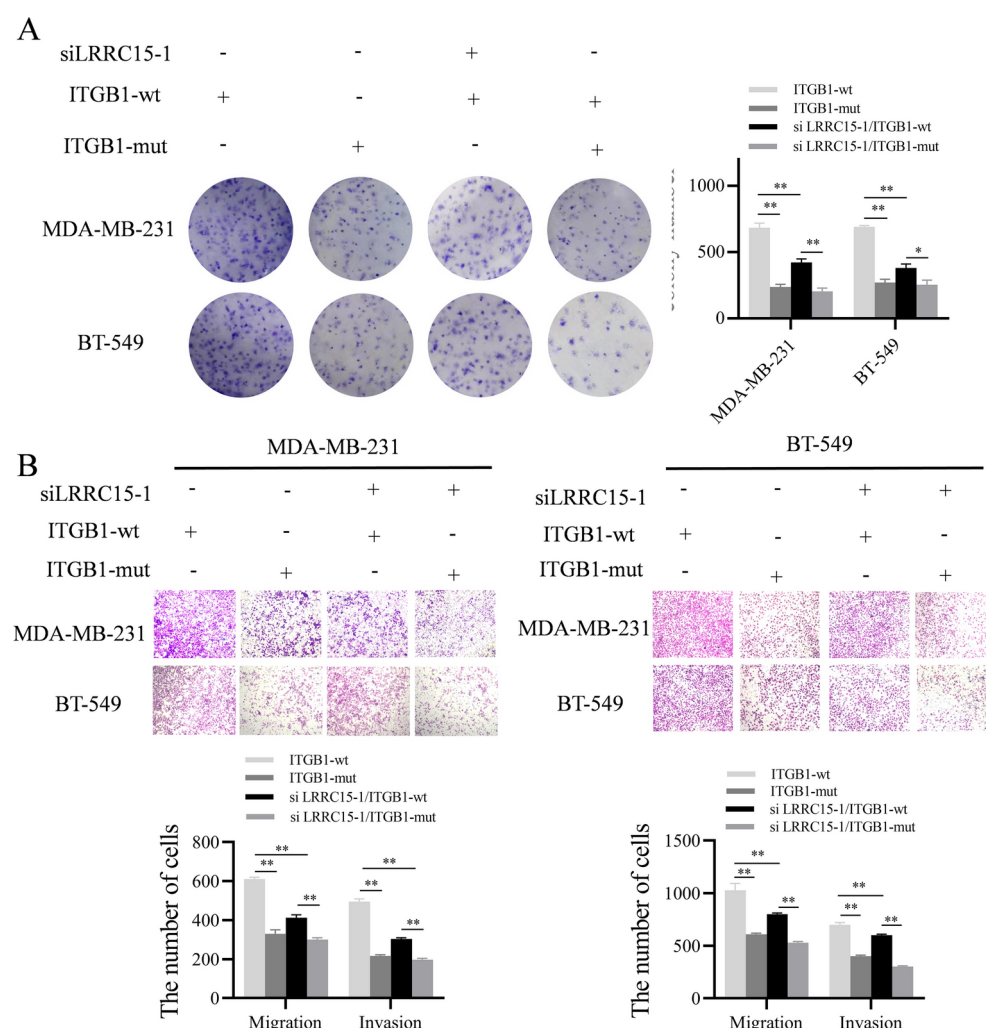 A
siLRRC15-1 - - + -
ITGB1-wt + - + +
ITGB1-mut - + - +
MDA-MB-231
BT-549
ITGB1-wt
ITGB1-mut
si LRRC15-1/ITGB1-wt
si LRRC15-1/ITGB1-mut
1000
500
0
** ** **
** ** *
MDA-MB-231
BT-549
B
MDA-MB-231
siLRRC15-1 - - + +
ITGB1-wt + - + -
ITGB1-mut - + - +
MDA-MB-231
BT-549
ITGB1-wt
ITGB1-mut
si LRRC15-1/ITGB1-wt
si LRRC15-1/ITGB1-mut
The number of cells
800
600
400
200
0
** ** **
** ** **
Migration
Invasion
BT-549
siLRRC15-1 - - + +
ITGB1-wt + - + -
ITGB1-mut - + - +
MDA-MB-231
BT-549
ITGB1-wt
ITGB1-mut
si LRRC15-1/ITGB1-wt
si LRRC15-1/ITGB1-mut
The number of cells
1500
1000
500
0
** ** **
** ** **
Migration
Invasion